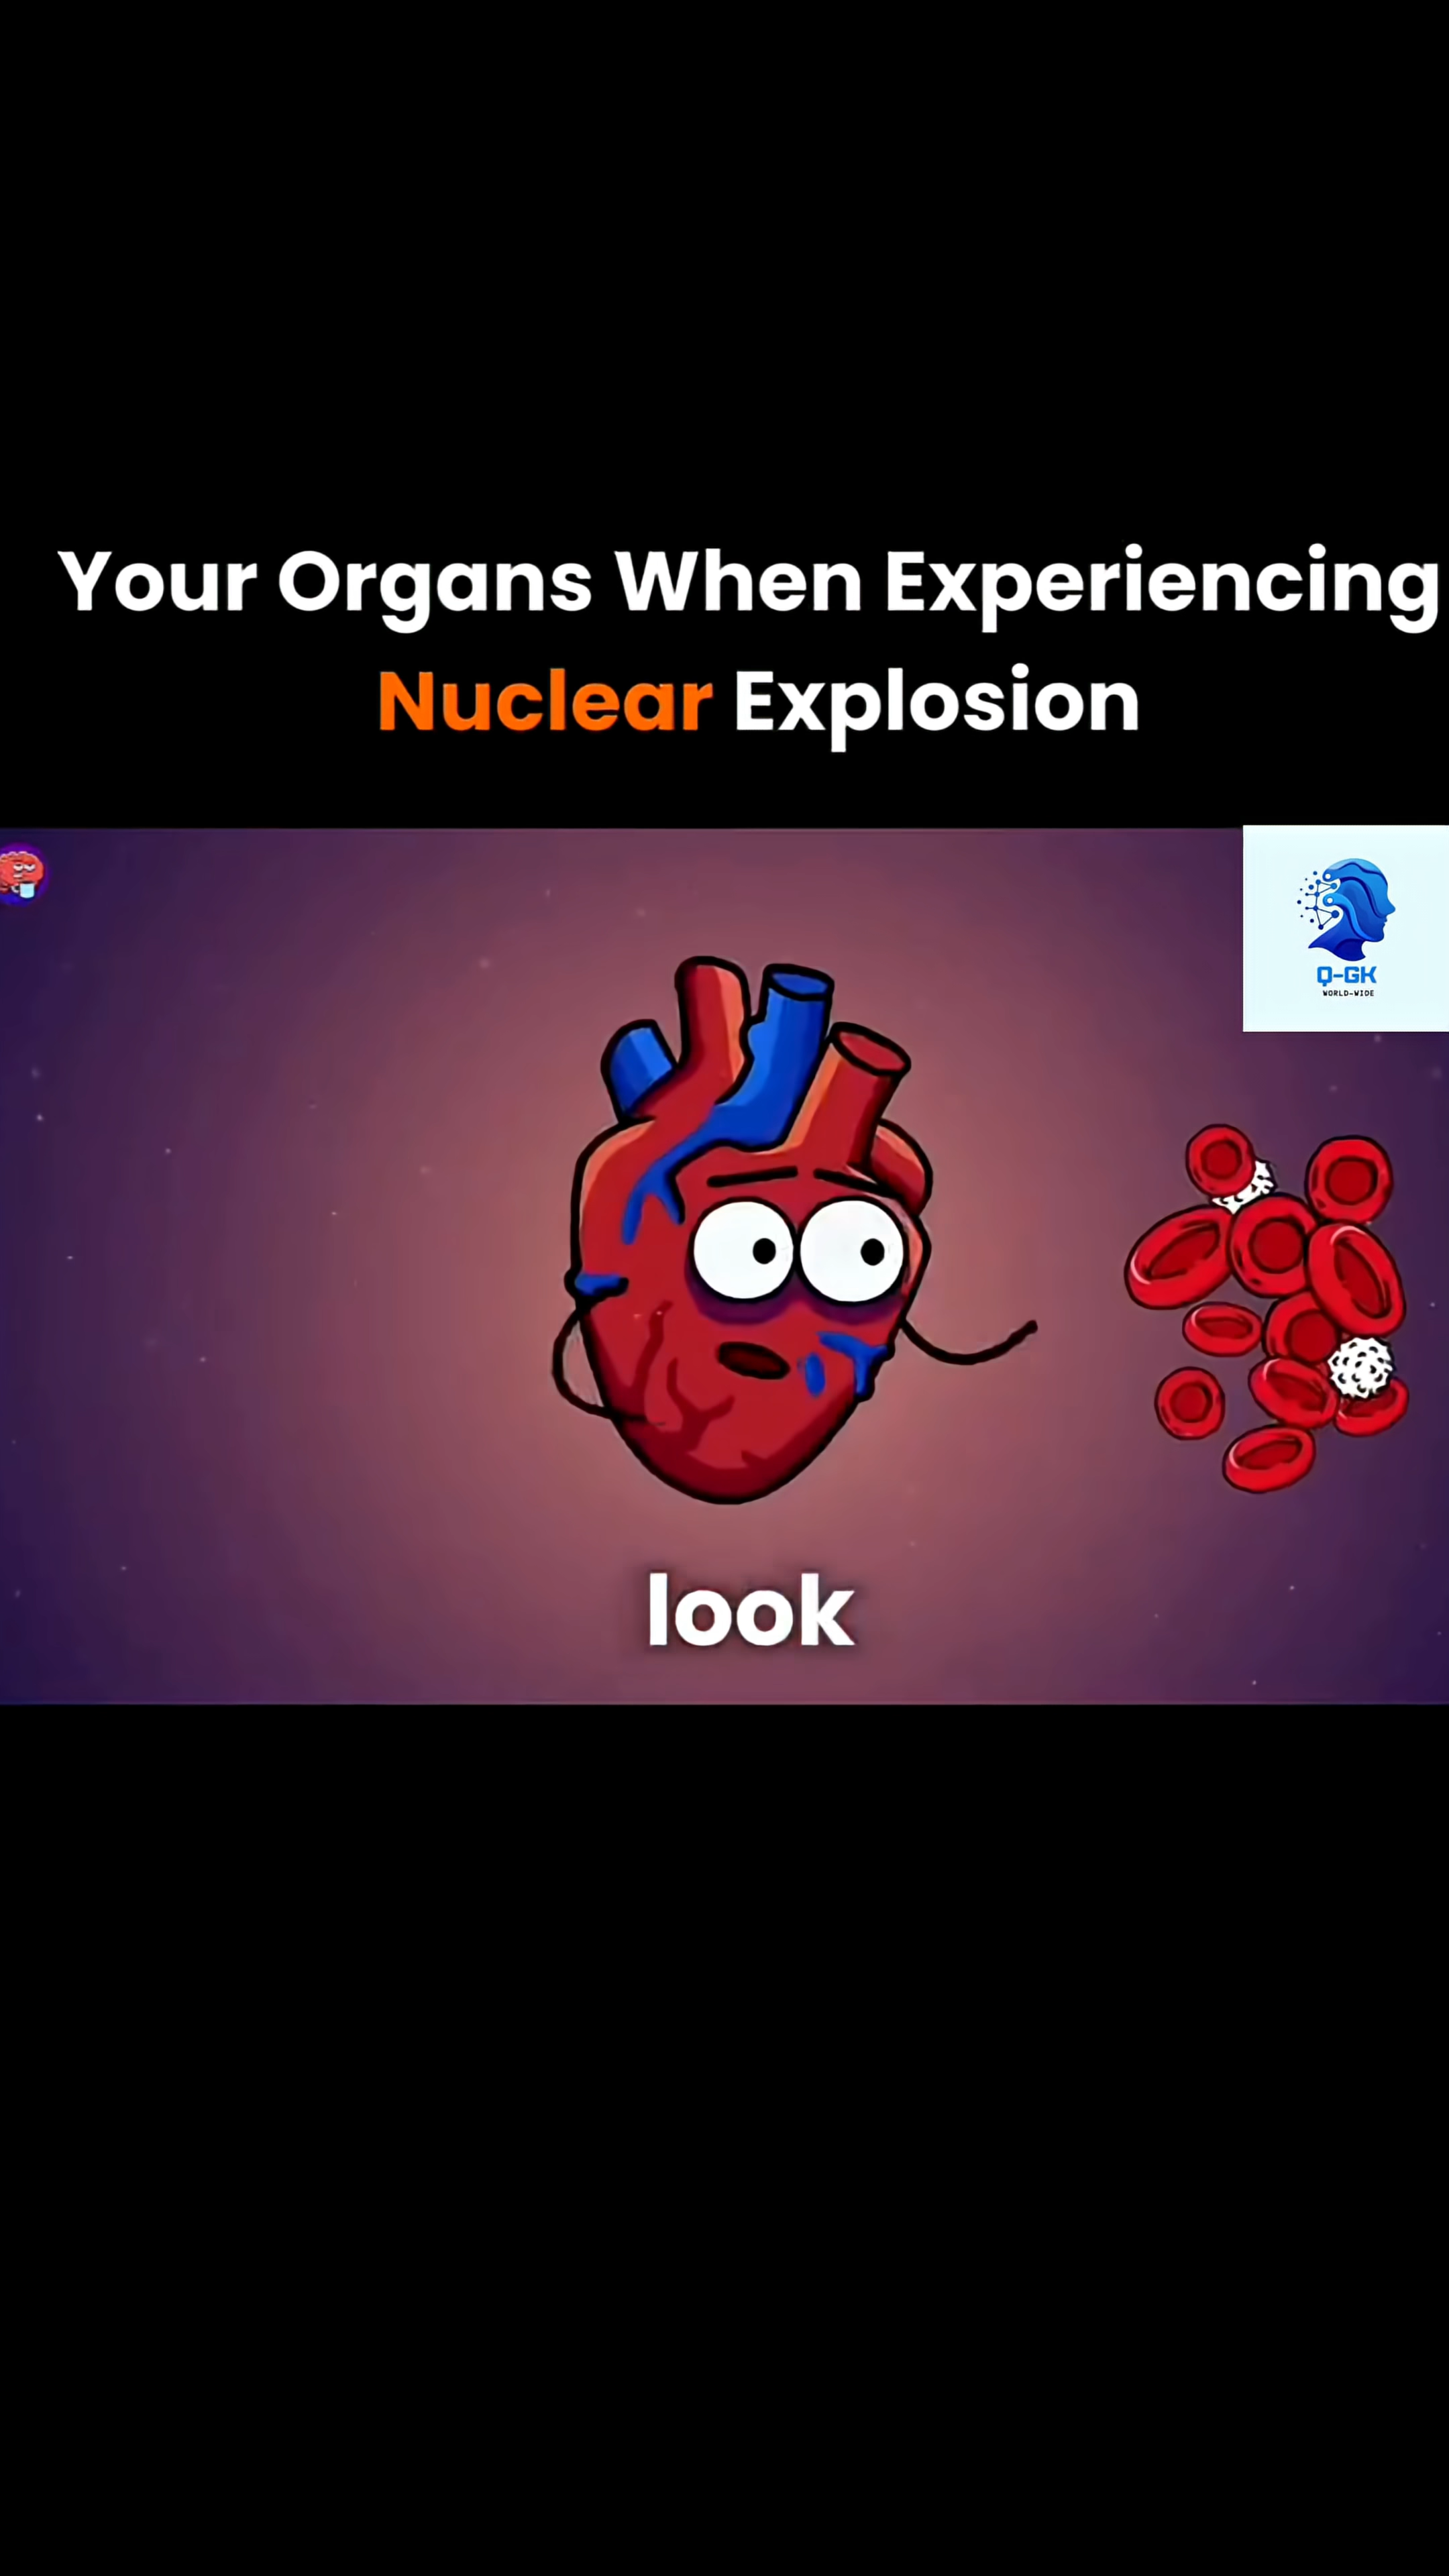 Your Organs When Experiencing
Nuclear Explosion
Q-GK
WORLD-WIDE
look